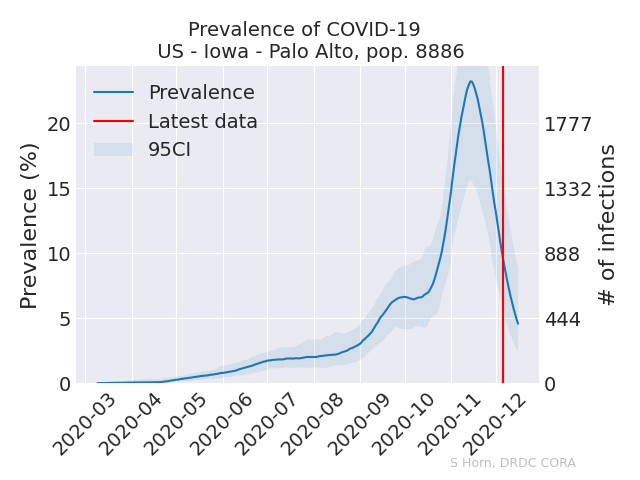 Prevalence of COVID-19
US - Iowa - Palo Alto, pop. 8886
Prevalence
Latest data
95CI
Prevalence (%)
20
15
10
5
0
1777
1332
888
444
0
# of infections
2020-03
2020-04
2020-05
2020-06
2020-07
2020-08
2020-09
2020-10
2020-11
2020-12
S Horn, DRDC CORA